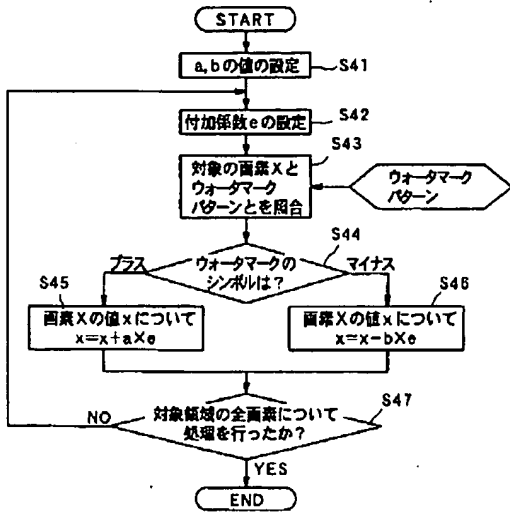 START
a,bの値の設定
S41
S42
付加係数eの設定
S43
対象の画素Xと
ウォータマーク
パターンとを照合
ウォータマーク
パターン
S44
プラス
ウォータマークの
シンボルは?
マイナス
S45
画素Xの値xについて
x=x+a×e
S46
画素Xの値xについて
x=x-b×e
S47
対象領域の全画素について
処理を行ったか?
NO
YES
END